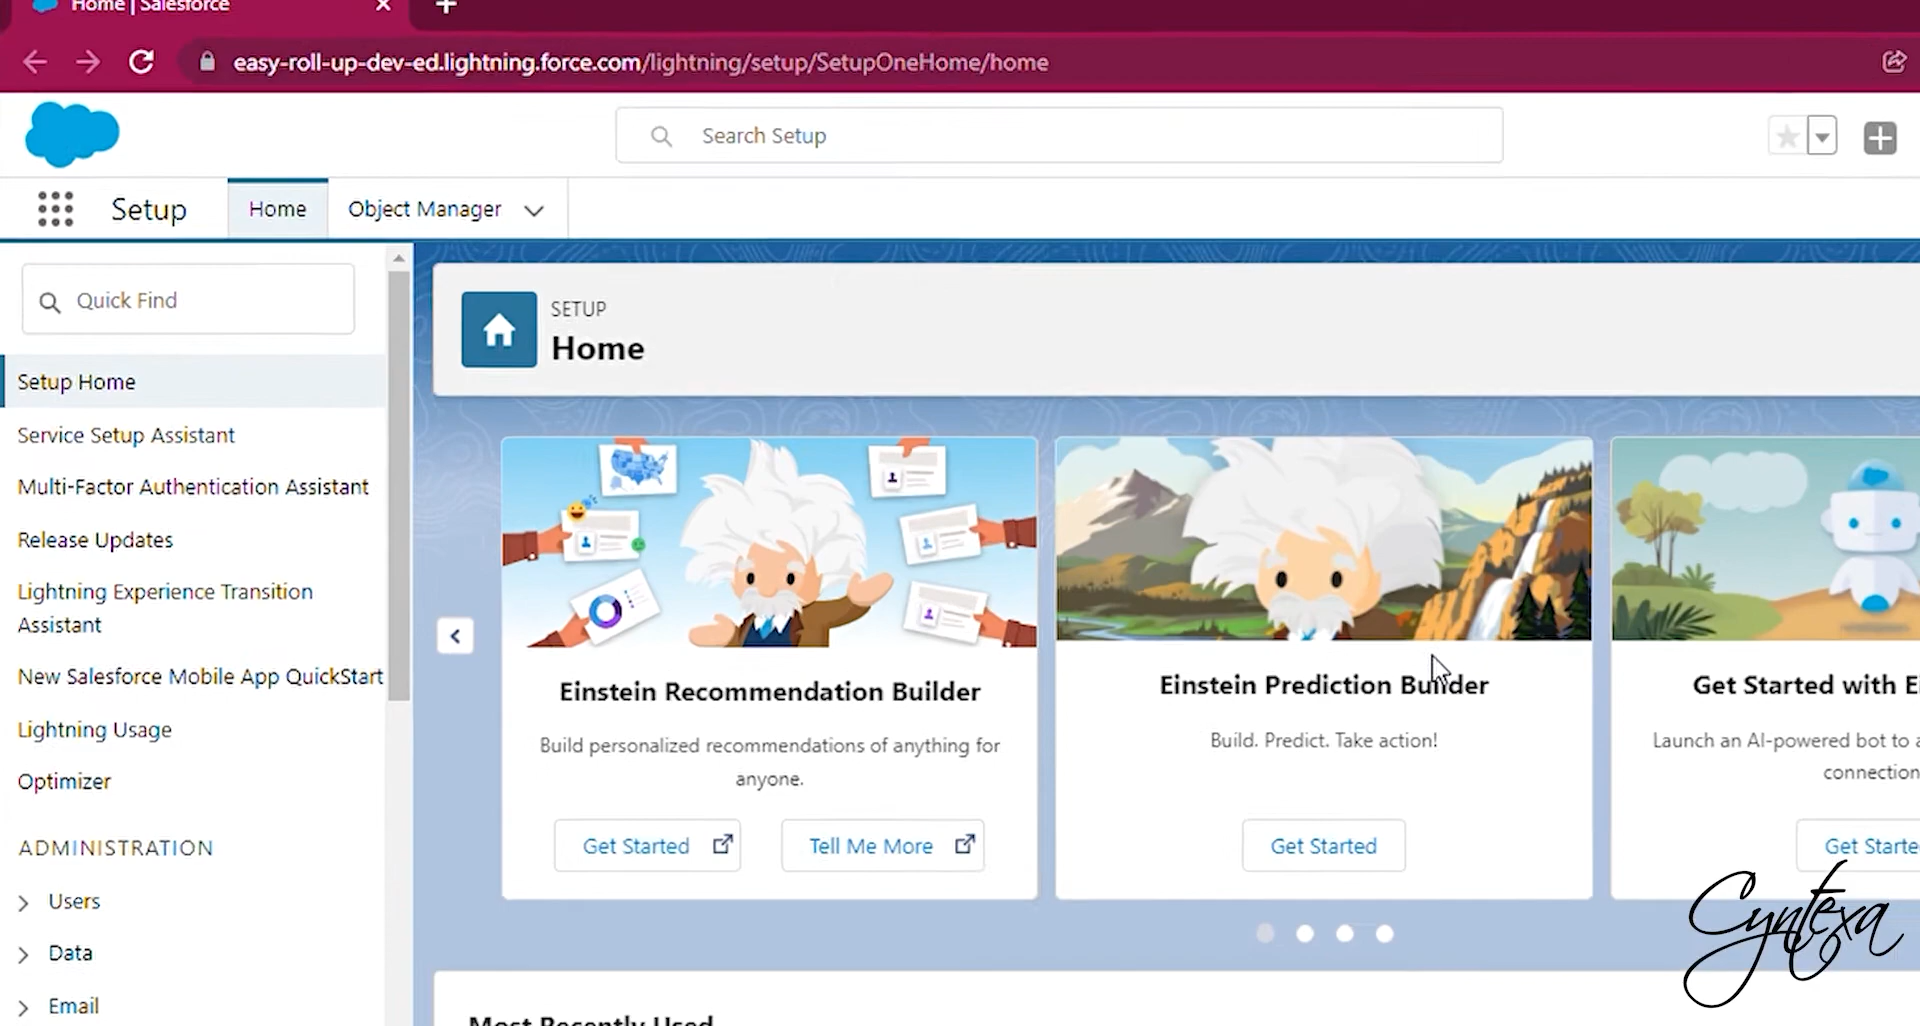 Home | Salesforce
easy-roll-up-dev-ed.lightning.force.com/lightning/setup/SetupOneHome/home
Search Setup
Setup
Home
Object Manager
Quick Find
Setup Home
Service Setup Assistant
Multi-Factor Authentication Assistant
Release Updates
Lightning Experience Transition
Assistant
New Salesforce Mobile App QuickStart
Lightning Usage
Optimizer
ADMINISTRATION
Users
Data
Email
SETUP
Home
Einstein Recommendation Builder
Build personalized recommendations of anything for
anyone.
Get Started
Tell Me More
Einstein Prediction Builder
Build. Predict. Take action!
Get Started
Get Started with Ei
Launch an AI-powered bot to a
connection
Get Starte
Most Recently Used
Cyntexa